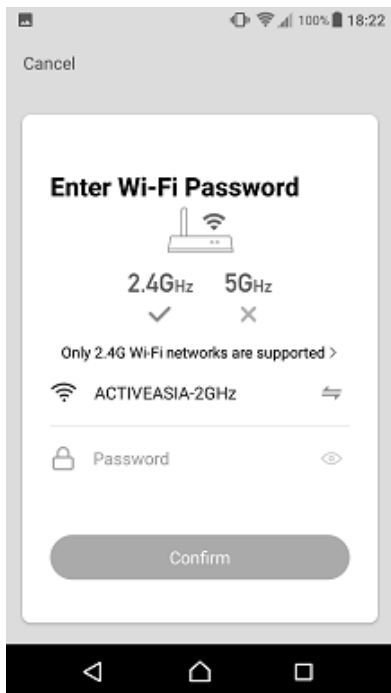 100% 18:22
Cancel
Enter Wi-Fi Password
2.4GHz 5GHz
Only 2.4G Wi-Fi networks are supported >
ACTIVEASIA-2GHz
Password
Confirm